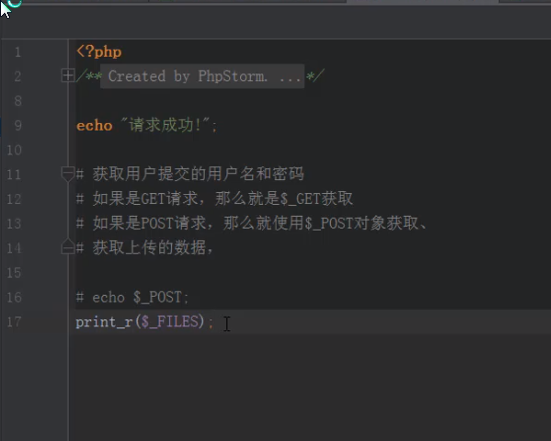 1 <?php
2 /** Created by PhpStorm. ...*/
8
9 echo "请求成功!";
10
11 # 获取用户提交的用户名和密码
12 # 如果是GET请求，那么就是$_GET获取
13 # 如果是POST请求，那么就使用$_POST对象获取、
14 # 获取上传的数据，
15
16 # echo $_POST;
17 print_r($_FILES);